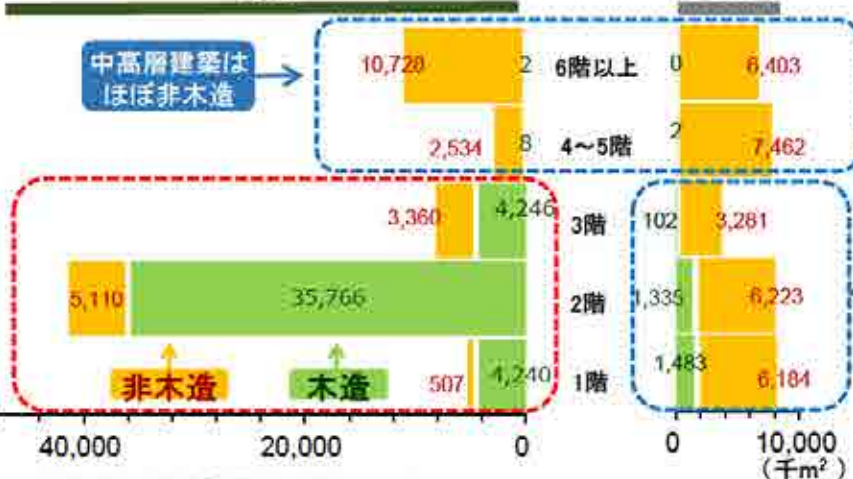 中高層建築は
ほぼ非木造
10,728 2 6階以上 0 6,403
2,534 8 4～5階 2 7,462
3,360 4,246 3階 102 3,281
5,110 35,766 2階 1,335 6,223
507 4,240 1階 1,483 6,184
非木造 木造
40,000 20,000 0 0 10,000
（千m²）